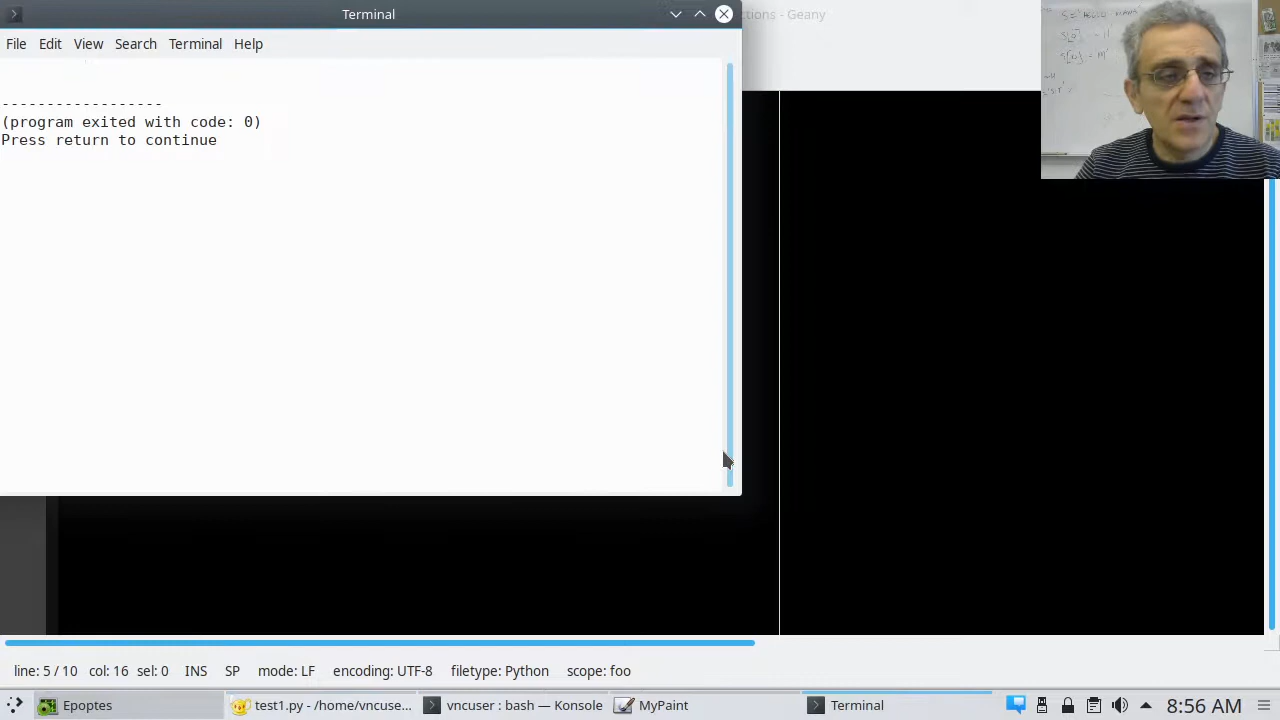 Terminal
ctions - Geany
File Edit View Search Terminal Help
------------------
(program exited with code: 0)
Press return to continue
line: 5 / 10 col: 16 sel: 0 INS SP mode: LF encoding: UTF-8 filetype: Python scope: foo
Epoptes test1.py - /home/vncuse... vncuser : bash — Konsole MyPaint Terminal 8:56 AM